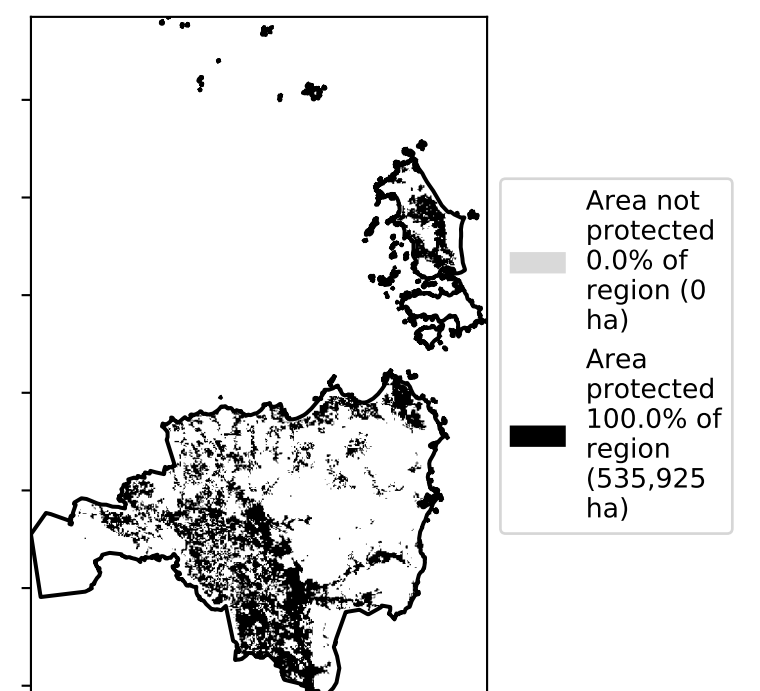 Area not
protected
0.0% of
region (0
ha)
Area
protected
100.0% of
region
(535,925
ha)